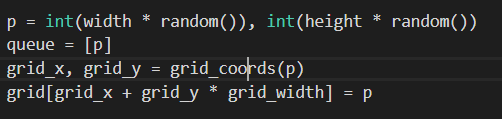 p = int(width * random()), int(height * random())
queue = [p]
grid_x, grid_y = grid_coords(p)
grid[grid_x + grid_y * grid_width] = p